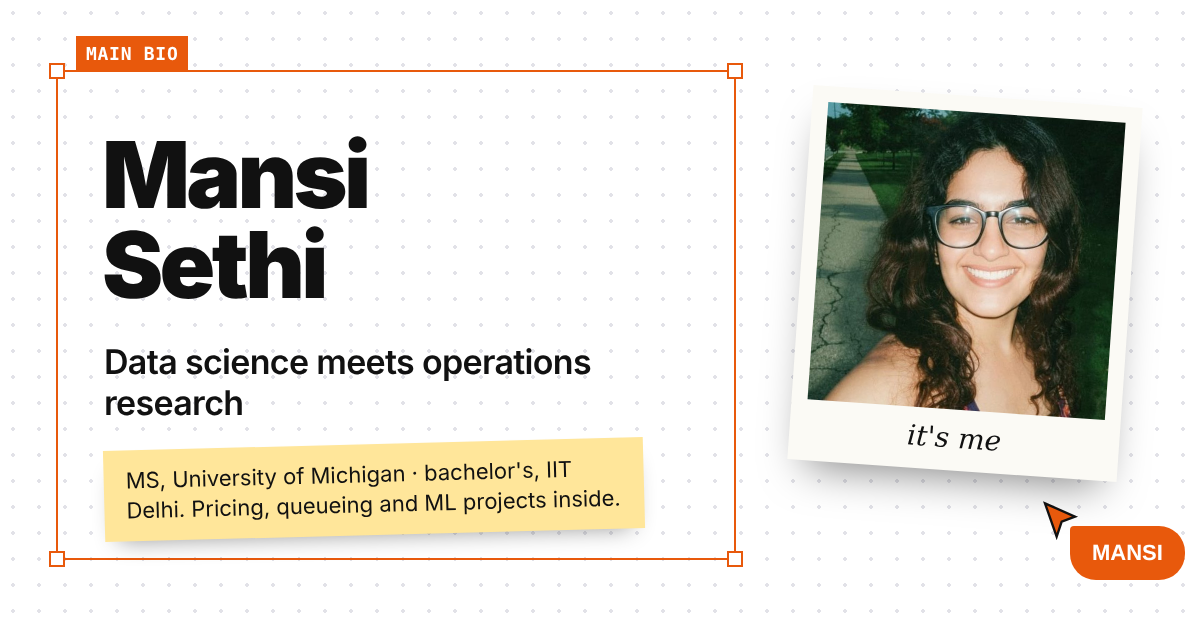 MAIN BIO
Mansi
Sethi
Data science meets operations
research
MS, University of Michigan · bachelor's, IIT
Delhi. Pricing, queueing and ML projects inside.
it's me
MANSI